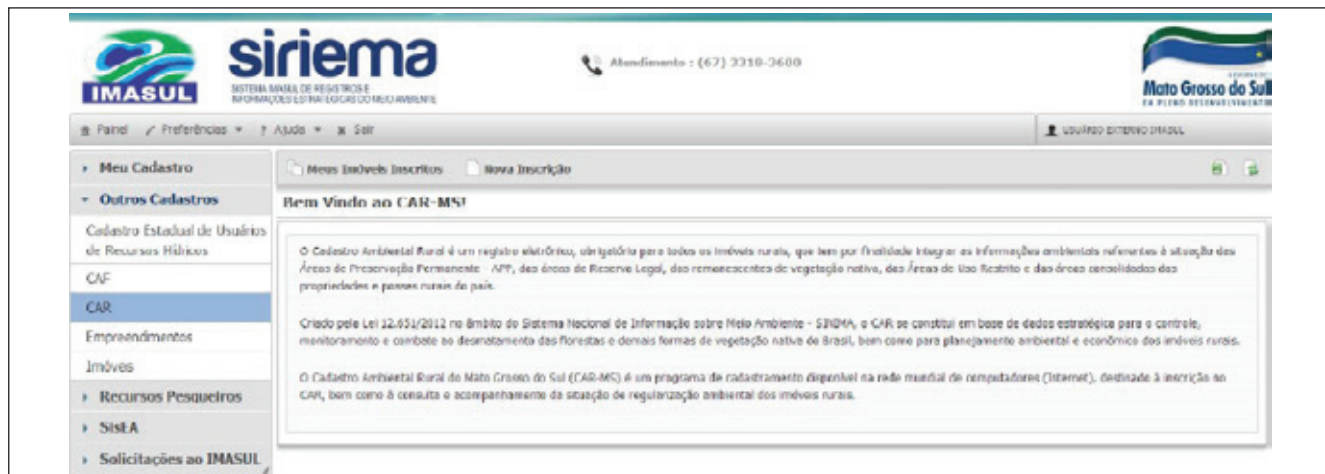 IMASUL
siriema
SISTEMA IMASUL DE REGISTROS E
INFORMAÇÕES ESTRATÉGICAS DO MEIO AMBIENTE
Atendimento : (67) 3318-3600
Mato Grosso do Sul
Painel Preferências ? Ajuda Sair
USUÁRIO EXTERNO IMASUL
Meu Cadastro
Outros Cadastros
Cadastro Estadual de Usuários
de Recursos Hídricos
CAF
CAR
Empreendimentos
Imóveis
Recursos Pesqueiros
SISLA
Solicitações ao IMASUL
Meus Imóveis Inscritos Nova Inscrição
Bem Vindo ao CAR-MS!
O Cadastro Ambiental Rural é um registro eletrônico, obrigatório para todos os imóveis rurais, que tem por finalidade integrar as informações ambientais referentes à situação das
Áreas de Preservação Permanente - APP, das áreas de Reserva Legal, dos remanescentes de vegetação nativa, das Áreas de Uso Restrito e das áreas consolidadas das
propriedades e posses rurais do país.
Criado pela Lei 12.651/2012 no âmbito do Sistema Nacional de Informação sobre Meio Ambiente - SINIMA, o CAR se constitui em base de dados estratégica para o controle,
monitoramento e combate ao desmatamento das florestas e demais formas de vegetação nativa do Brasil, bem como para planejamento ambiental e econômico dos imóveis rurais.
O Cadastro Ambiental Rural do Mato Grosso do Sul (CAR-MS) é um programa de cadastramento disponível na rede mundial de computadores (Internet), destinado à inscrição no
CAR, bem como à consulta e acompanhamento da situação de regularização ambiental dos imóveis rurais.